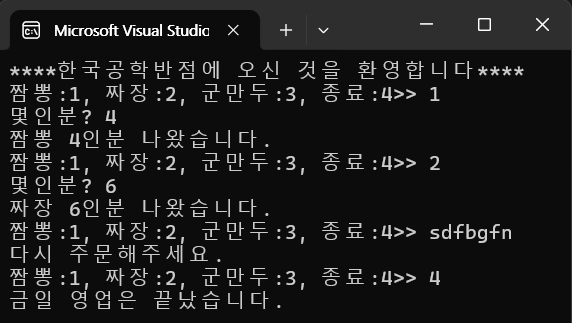 Microsoft Visual Studio
****한국공학반점에 오신 것을 환영합니다****
짬뽕:1, 짜장:2, 군만두:3, 종료:4>> 1
몇인분? 4
짬뽕 4인분 나왔습니다.
짬뽕:1, 짜장:2, 군만두:3, 종료:4>> 2
몇인분? 6
짜장 6인분 나왔습니다.
짬뽕:1, 짜장:2, 군만두:3, 종료:4>> sdfbgfn
다시 주문해주세요.
짬뽕:1, 짜장:2, 군만두:3, 종료:4>> 4
금일 영업은 끝났습니다.